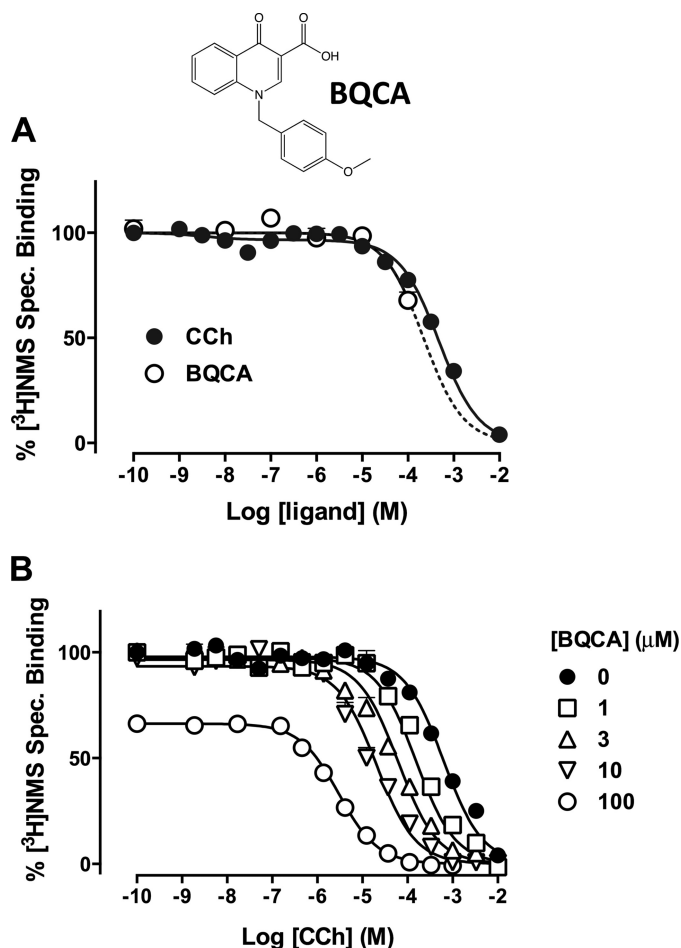 O
O
OH
N
O
BQCA
A
% [³H]NMS Spec. Binding
100
50
0
CCh
BQCA
-10 -9 -8 -7 -6 -5 -4 -3 -2
Log [ligand] (M)
B
% [³H]NMS Spec. Binding
100
50
0
-10 -9 -8 -7 -6 -5 -4 -3 -2
Log [CCh] (M)
[BQCA] (μM)
0
1
3
10
100